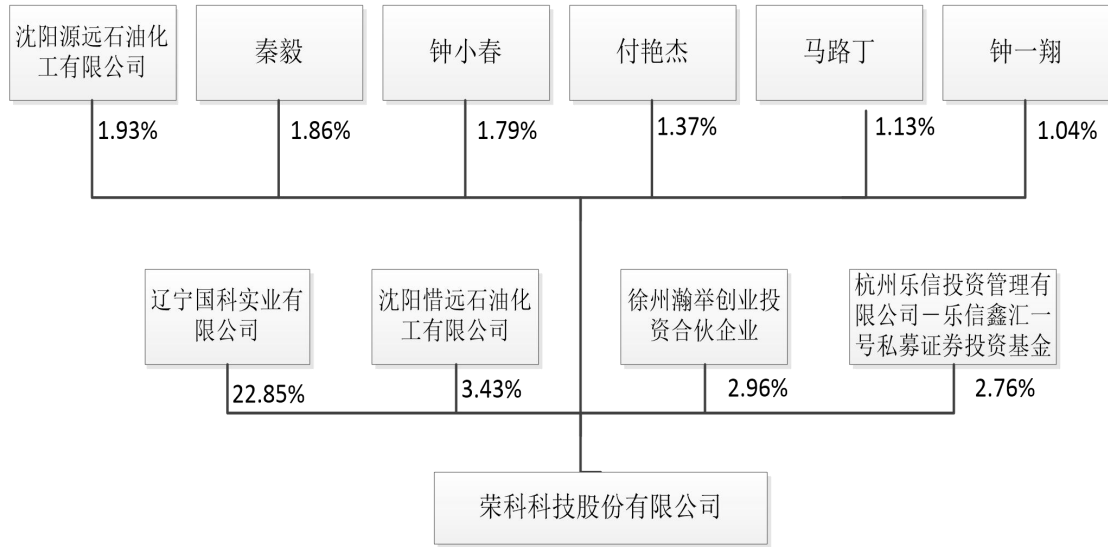 沈阳源远石油化
工有限公司
秦毅
钟小春
付艳杰
马路丁
钟一翔
1.93%
1.86%
1.79%
1.37%
1.13%
1.04%
辽宁国科实业有
限公司
沈阳惜远石油化
工有限公司
徐州瀚举创业投
资合伙企业
杭州乐信投资管理有
限公司－乐信鑫汇一
号私募证券投资基金
22.85%
3.43%
2.96%
2.76%
荣科科技股份有限公司